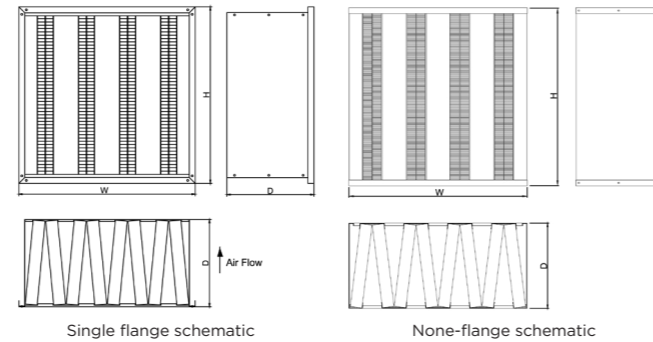 H
W
D
D
Air Flow
Single flange schematic
H
W
D
None-flange schematic